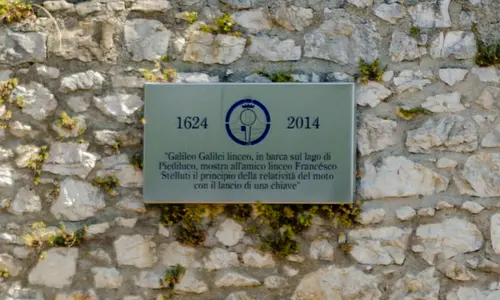 1624 2014
"Galileo Galilei linceo, in barca sul lago di
Piediluco, mostra all'amico linceo Francesco
Stelluti il principio della relatività del moto
con il lancio di una chiave"